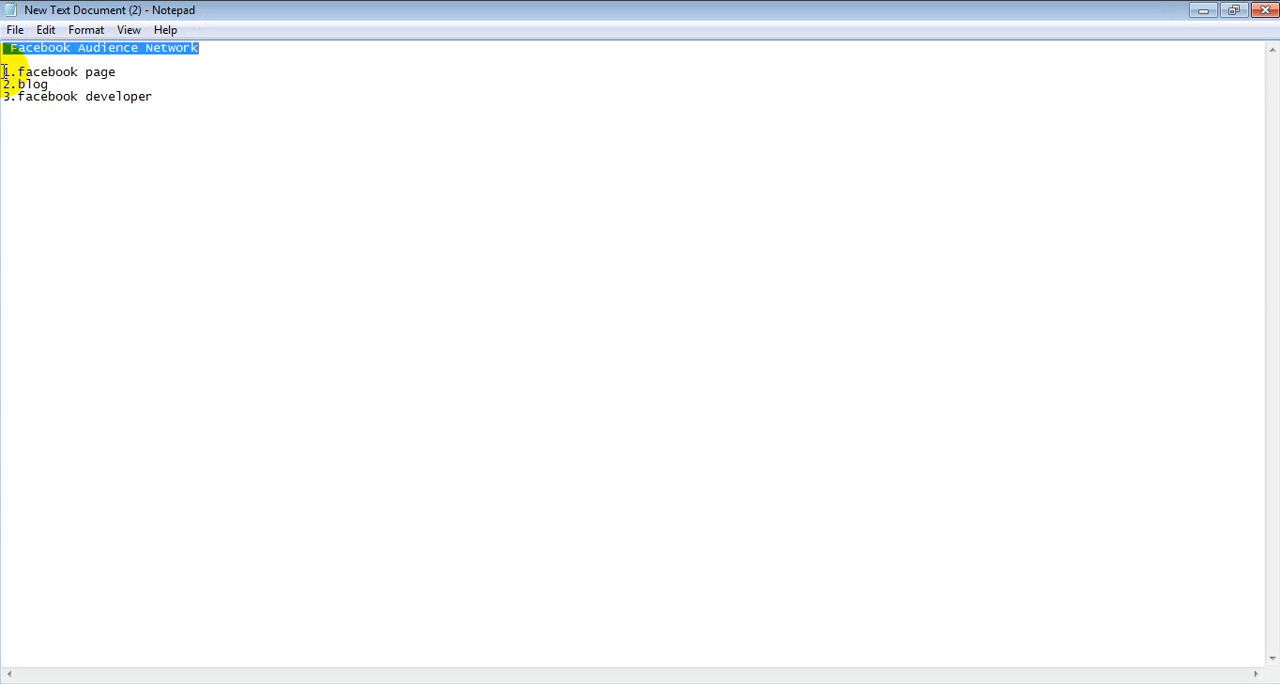 New Text Document (2) - Notepad
File Edit Format View Help
Facebook Audience Network
1.facebook page
2.blog
3.facebook developer